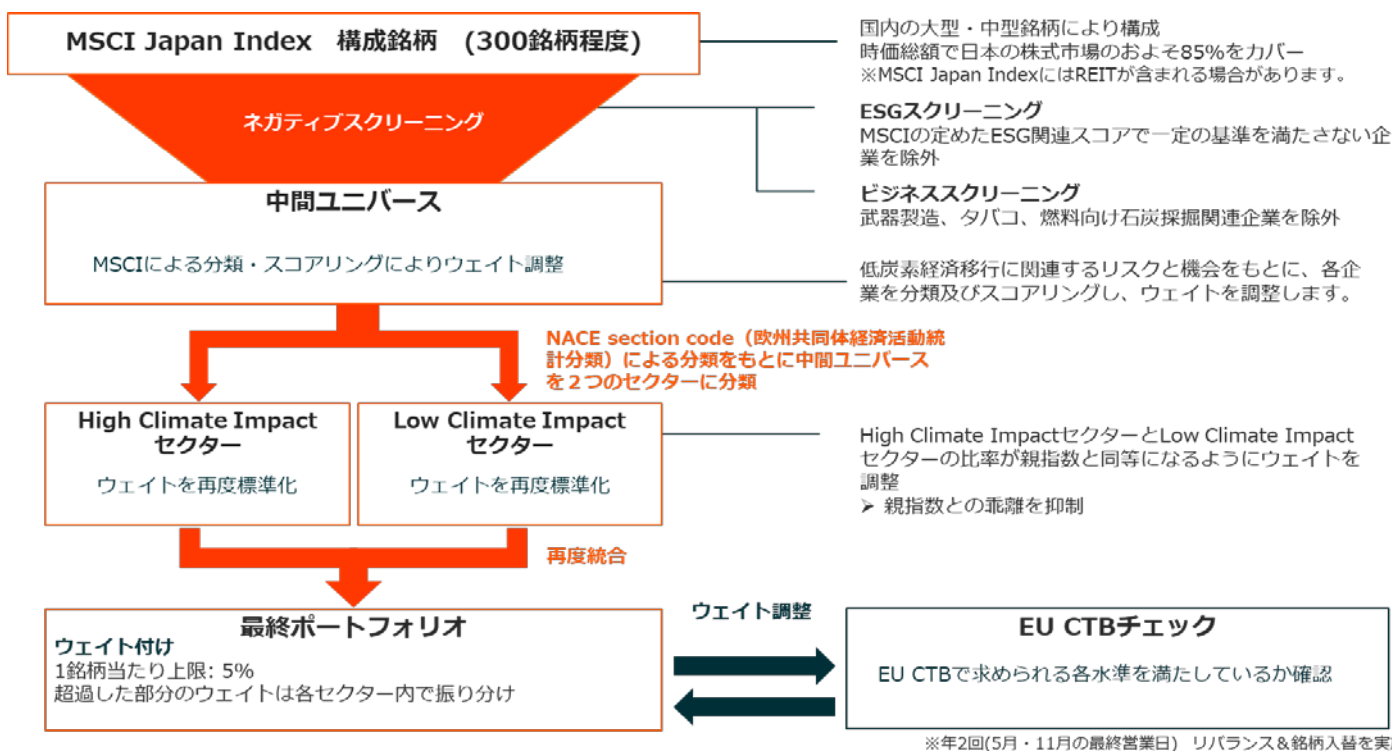 MSCI Japan Index 構成銘柄 (300銘柄程度)
国内の大型・中型銘柄により構成
時価総額で日本の株式市場のおよそ85%をカバー
※MSCI Japan IndexにはREITが含まれる場合があります。
ネガティブスクリーニング
ESGスクリーニング
MSCIの定めたESG関連スコアで一定の基準を満たさない企
業を除外
ビジネススクリーニング
武器製造、タバコ、燃料向け石炭採掘関連企業を除外
中間ユニバース
MSCIによる分類・スコアリングによりウェイト調整
低炭素経済移行に関連するリスクと機会をもとに、各企
業を分類及びスコアリングし、ウェイトを調整します。
NACE section code（欧州共同体経済活動統
計分類）による分類をもとに中間ユニバース
を２つのセクターに分類
High Climate Impact
セクター
ウェイトを再度標準化
Low Climate Impact
セクター
ウェイトを再度標準化
High Climate ImpactセクターとLow Climate Impact
セクターの比率が親指数と同等になるようにウェイトを
調整
➢ 親指数との乖離を抑制
再度統合
最終ポートフォリオ
ウェイト付け
1銘柄当たり上限: 5%
超過した部分のウェイトは各セクター内で振り分け
ウェイト調整
EU CTBチェック
EU CTBで求められる各水準を満たしているか確認
※年2回(5月・11月の最終営業日) リバランス＆銘柄入替を実